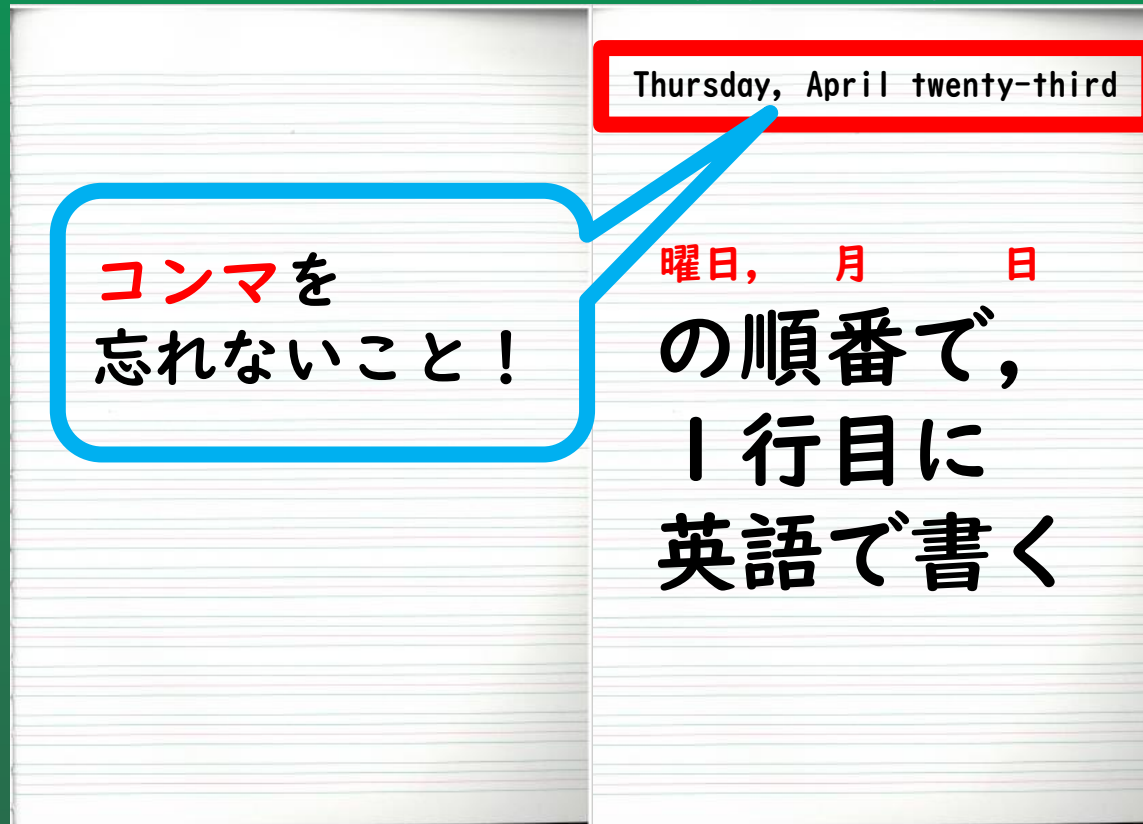 Thursday, April twenty-third
コンマを
忘れないこと！
曜日，　月　　　日
の順番で，
１行目に
英語で書く